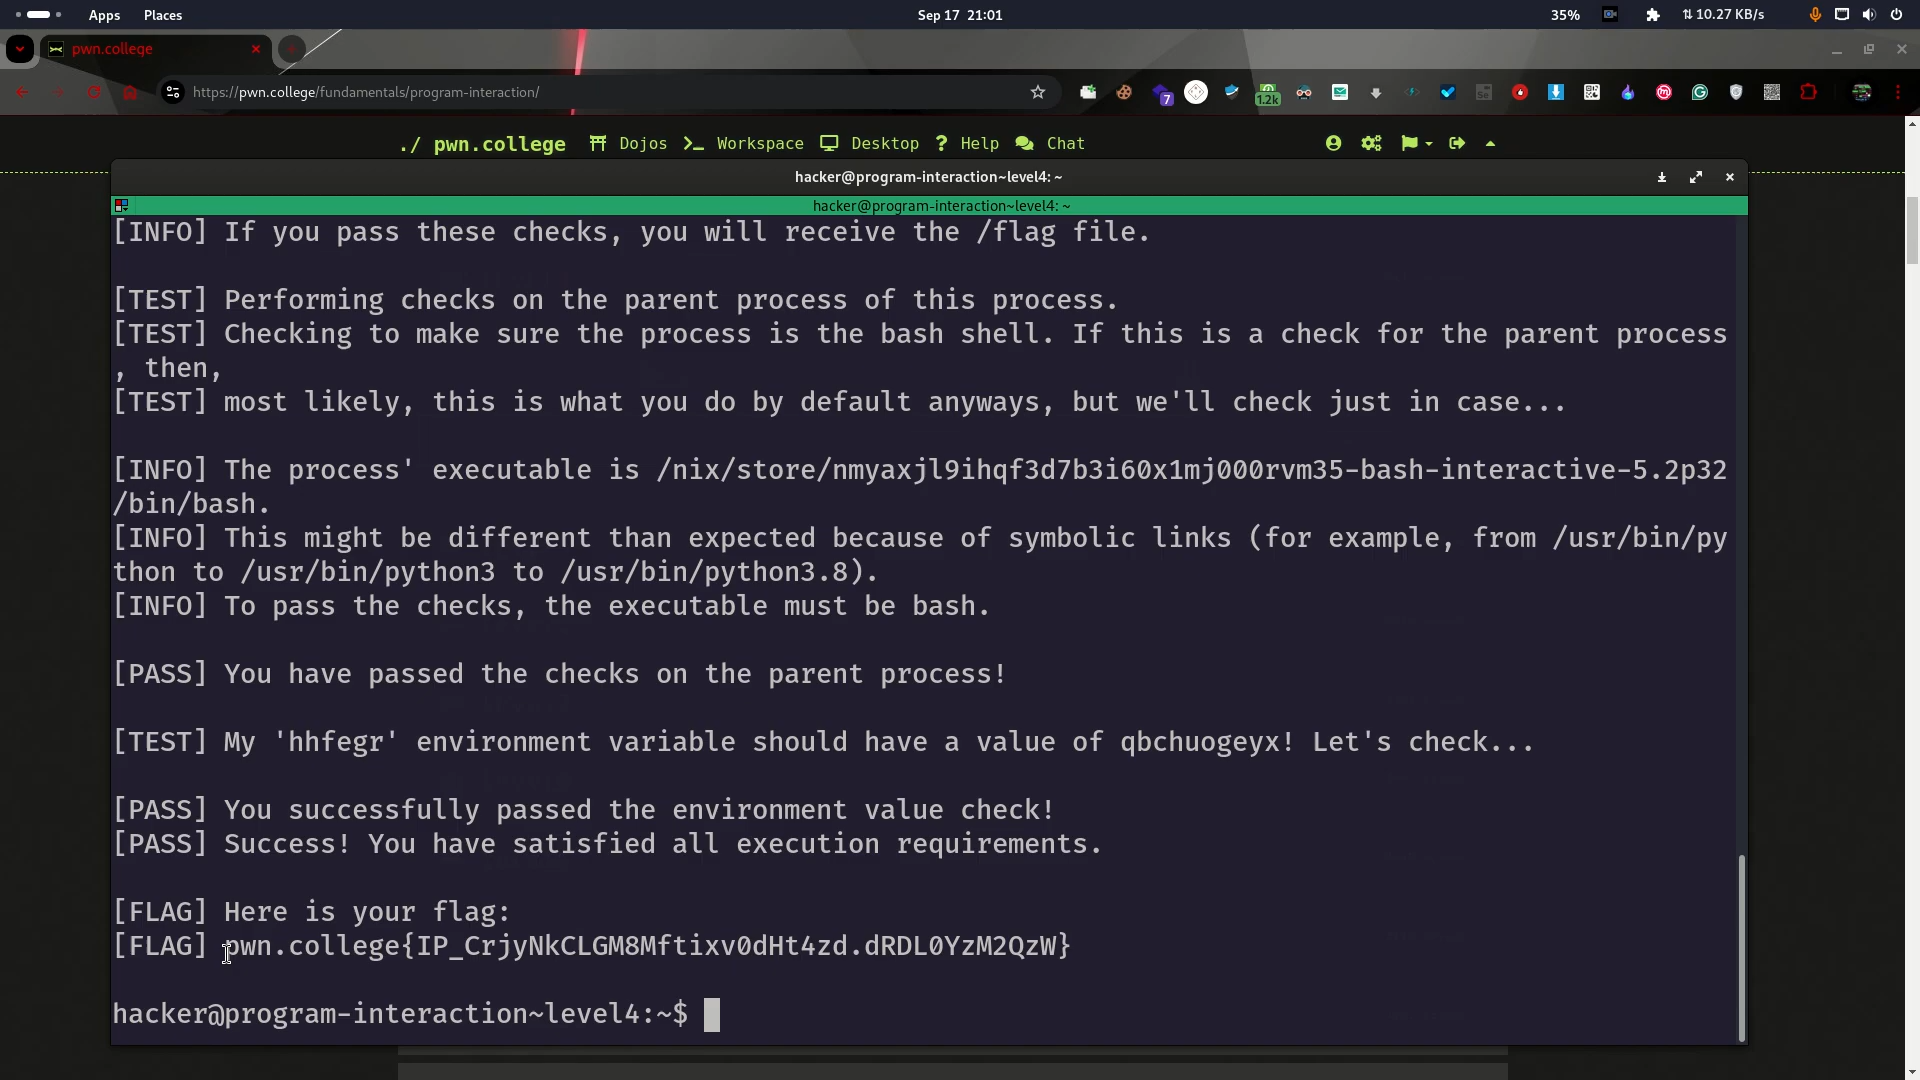 Apps Places Sep 17 21:01 35% ⇅ 10.27 KB/s
pwn.college
https://pwn.college/fundamentals/program-interaction/ 7 1.2k
./ pwn.college Dojos Workspace Desktop Help Chat
hacker@program-interaction~level4: ~
hacker@program-interaction~level4: ~
[INFO] If you pass these checks, you will receive the /flag file.
[TEST] Performing checks on the parent process of this process.
[TEST] Checking to make sure the process is the bash shell. If this is a check for the parent process
, then,
[TEST] most likely, this is what you do by default anyways, but we'll check just in case...
[INFO] The process' executable is /nix/store/nmyaxjl9ihqf3d7b3i60x1mj000rvm35-bash-interactive-5.2p32
/bin/bash.
[INFO] This might be different than expected because of symbolic links (for example, from /usr/bin/py
thon to /usr/bin/python3 to /usr/bin/python3.8).
[INFO] To pass the checks, the executable must be bash.
[PASS] You have passed the checks on the parent process!
[TEST] My 'hhfegr' environment variable should have a value of qbchuogeyx! Let's check...
[PASS] You successfully passed the environment value check!
[PASS] Success! You have satisfied all execution requirements.
[FLAG] Here is your flag:
[FLAG] pwn.college{IP_CrjyNkCLGM8Mftixv0dHt4zd.dRDL0YzM2QzW}
hacker@program-interaction~level4:~$